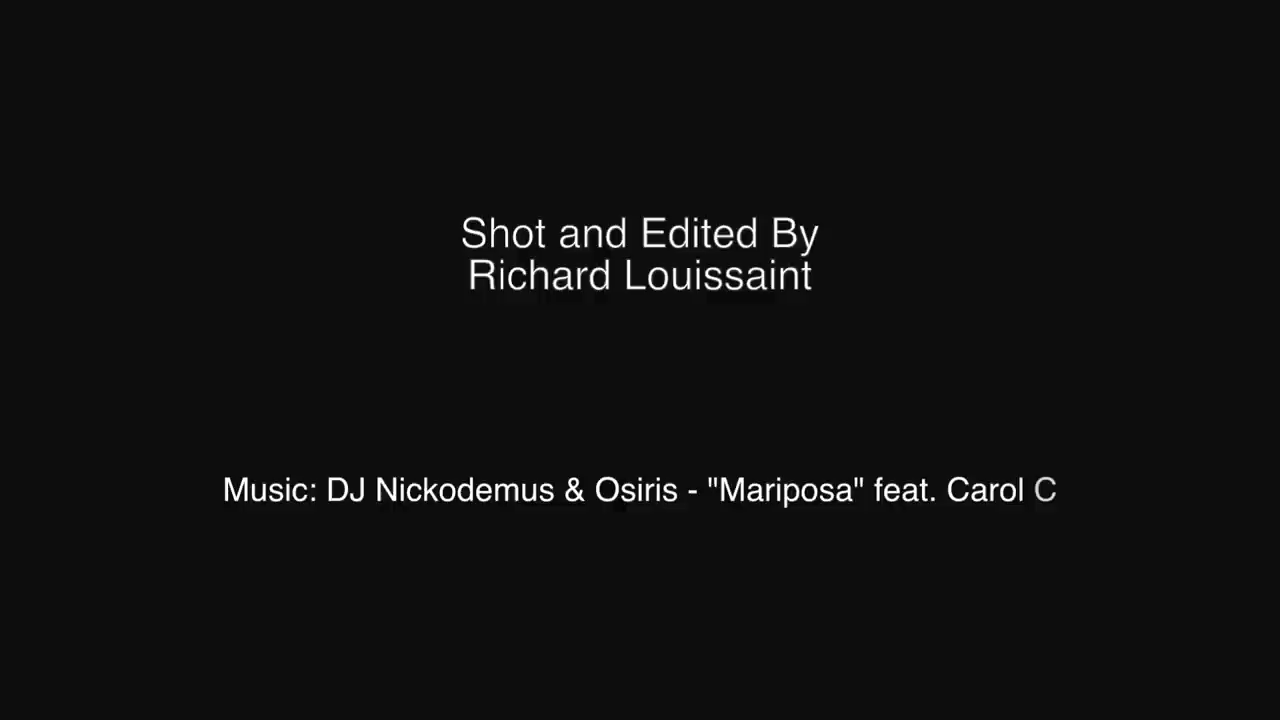 Shot and Edited By
Richard Louissaint
Music: DJ Nickodemus & Osiris - "Mariposa" feat. Carol C